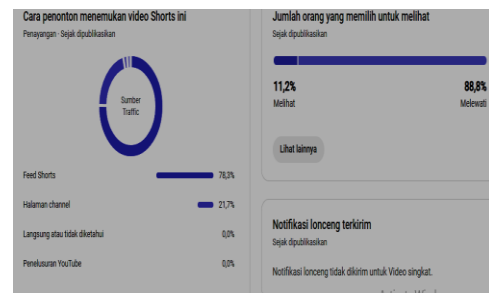 Cara penonton menemukan video Shorts ini
Penayangan · Sejak dipublikasikan
Sumber
Traffic
Feed Shorts 78,3%
Halaman channel 21,7%
Langsung atau tidak diketahui 0,0%
Penelusuran YouTube 0,0%
Jumlah orang yang memilih untuk melihat
Sejak dipublikasikan
11,2% 88,8%
Melihat Melewati
Lihat lainnya
Notifikasi lonceng terkirim
Sejak dipublikasikan
Notifikasi lonceng tidak dikirim untuk Video singkat.